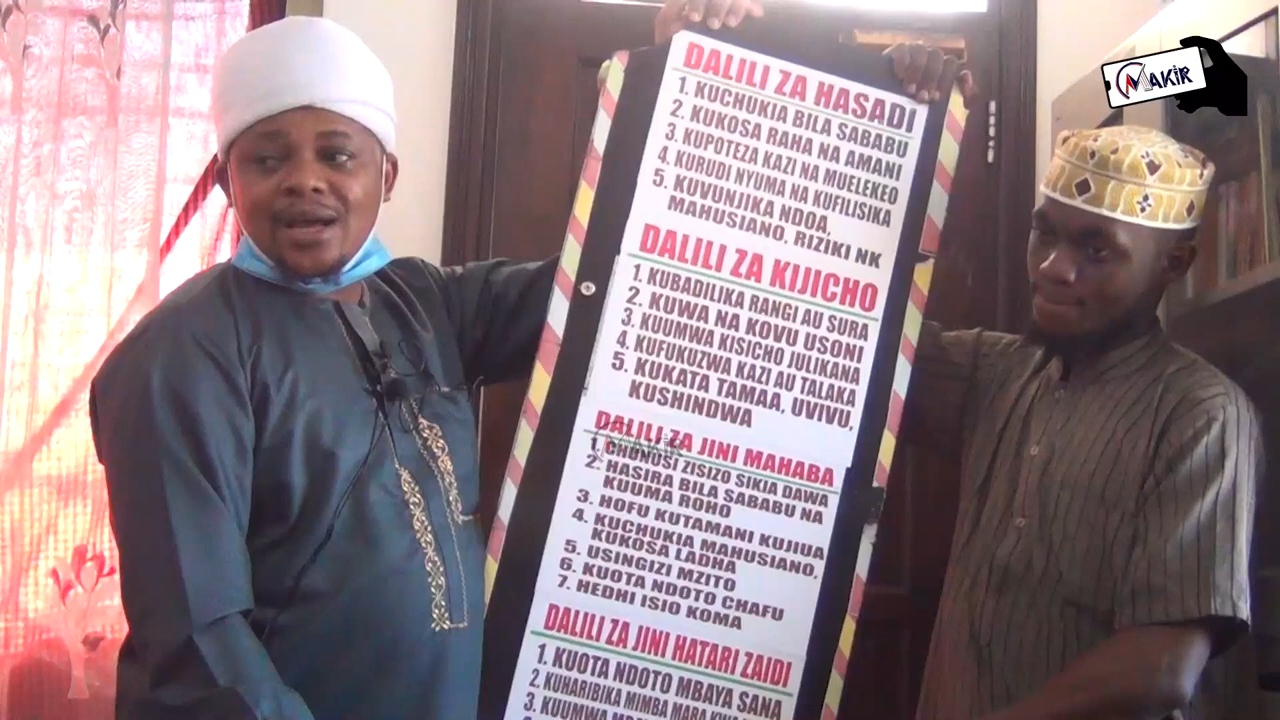 MAKIR
DALILI ZA HASADI
1. KUCHUKIA BILA SABABU
2. KUKOSA RAHA NA AMANI
3. KUPOTEZA KAZI NA MUELEKEO
4. KURUDI NYUMA NA KUFILISIKA
5. KUVUNJIKA NDOA,
MAHUSIANO, RIZIKI NK
DALILI ZA KIJICHO
1. KUBADILIKA RANGI AU SURA
2. KUWA NA KOVU USONI
3. KUUMWA KISICHO JULIKANA
4. KUFUKUZWA KAZI AU TALAKA
5. KUKATA TAMAA, UVIVU,
KUSHINDWA
DALILI ZA JINI MAHABA
MAKIR
1. CHUNUSI ZISIZO SIKIA DAWA
2. HASIRA BILA SABABU NA
KUUMA ROHO
3. HOFU KUTAMANI KUJIUA
4. KUCHUKIA MAHUSIANO,
KUKOSA LADHA
5. USINGIZI MZITO
6. KUOTA NDOTO CHAFU
7. HEDHI ISIO KOMA
DALILI ZA JINI HATARI ZAIDI
1. KUOTA NDOTO MBAYA SANA
2. KUHARIBIKA MIMBA MARA
3. KUUMWA